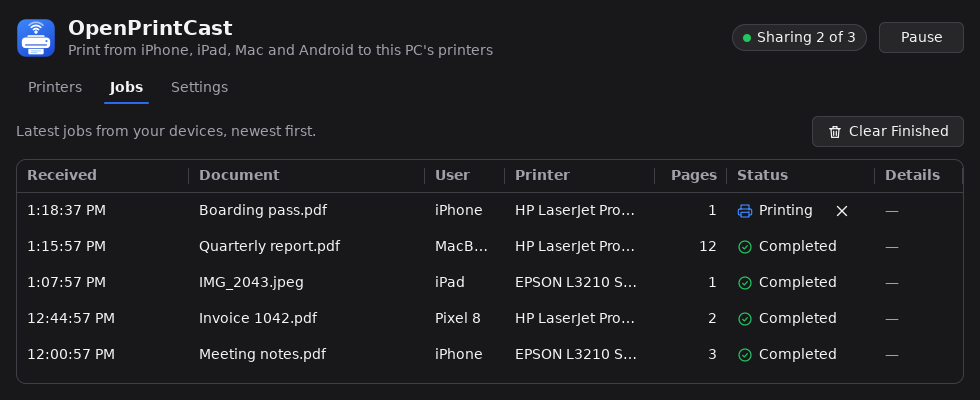 OpenPrintCast
Print from iPhone, iPad, Mac and Android to this PC's printers
Sharing 2 of 3
Pause
Printers Jobs Settings
Latest jobs from your devices, newest first.
Clear Finished
Received Document User Printer Pages Status Details
1:18:37 PM Boarding pass.pdf iPhone HP LaserJet Pro... 1 Printing —
1:15:57 PM Quarterly report.pdf MacB... HP LaserJet Pro... 12 Completed —
1:07:57 PM IMG_2043.jpeg iPad EPSON L3210 S... 1 Completed —
12:44:57 PM Invoice 1042.pdf Pixel 8 HP LaserJet Pro... 2 Completed —
12:00:57 PM Meeting notes.pdf iPhone EPSON L3210 S... 3 Completed —